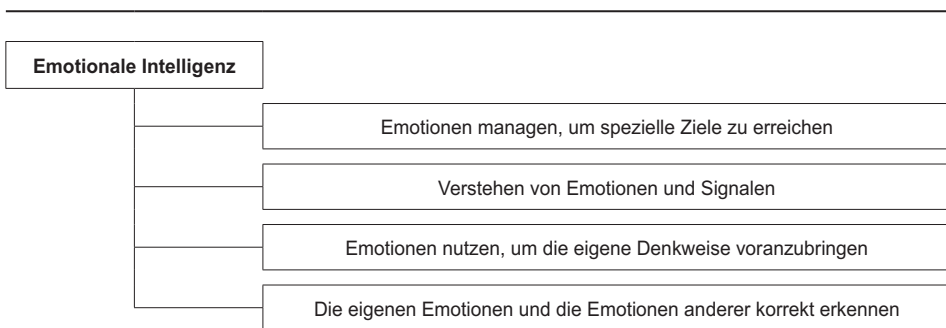 Emotionale Intelligenz
Emotionen managen, um spezielle Ziele zu erreichen
Verstehen von Emotionen und Signalen
Emotionen nutzen, um die eigene Denkweise voranzubringen
Die eigenen Emotionen und die Emotionen anderer korrekt erkennen